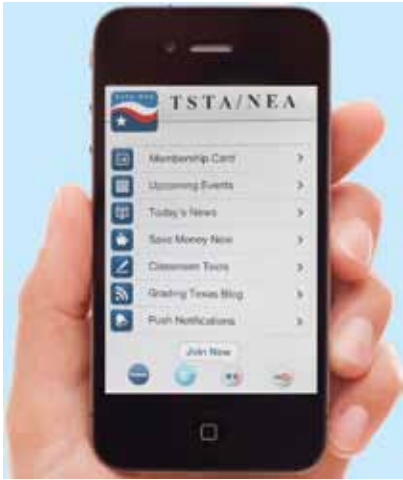 TSTA/NEA
Membership Card
Upcoming Events
Today's News
Save Money Now
Classroom Tools
Grading Texas Blog
Push Notifications
Join Now